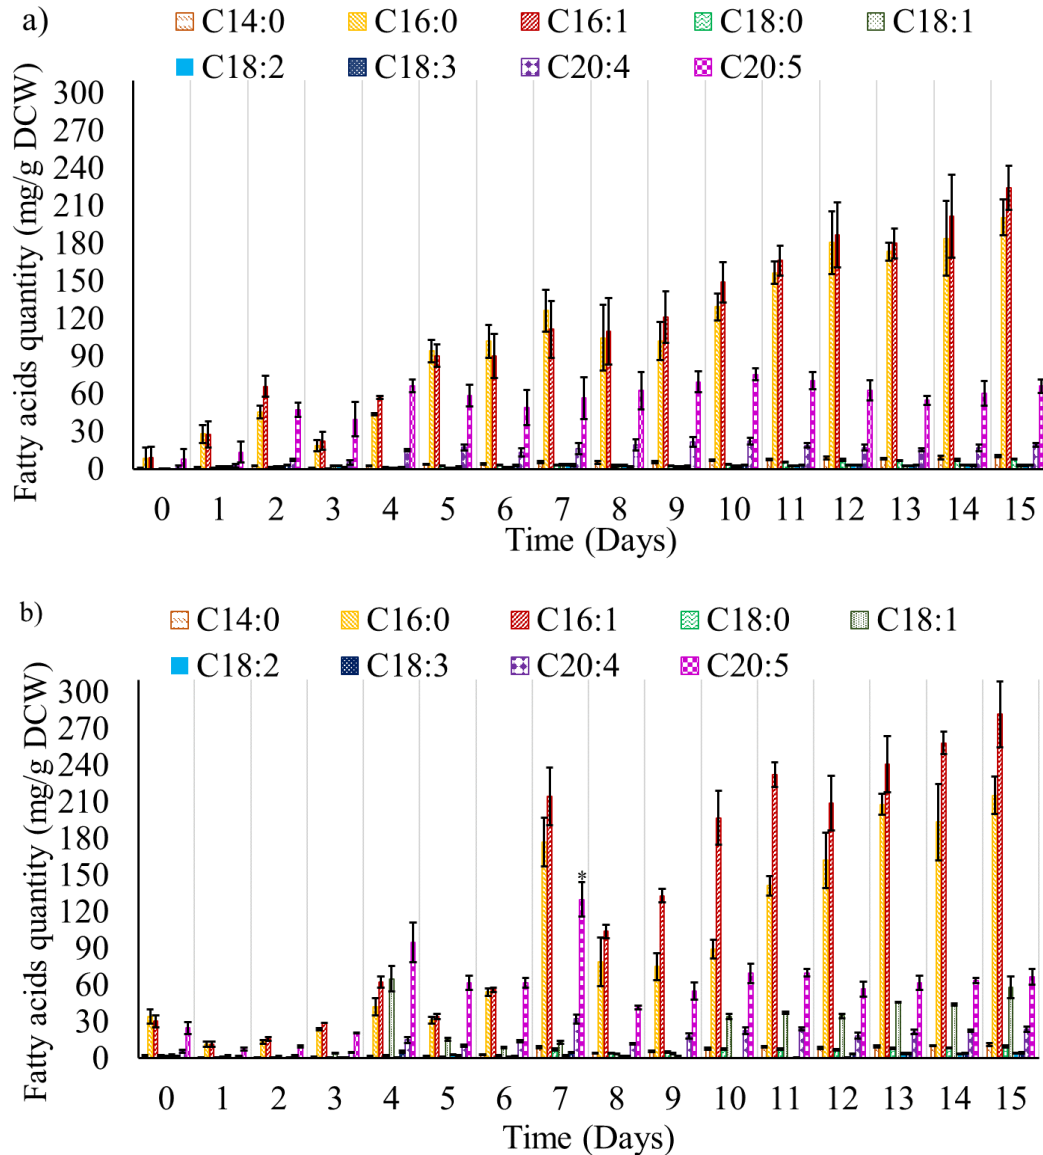 a)
C14:0 C16:0 C16:1 C18:0 C18:1
C18:2 C18:3 C20:4 C20:5
Fatty acids quantity (mg/g DCW)
300
270
240
210
180
150
120
90
60
30
0
0 1 2 3 4 5 6 7 8 9 10 11 12 13 14 15
Time (Days)
b)
C14:0 C16:0 C16:1 C18:0 C18:1
C18:2 C18:3 C20:4 C20:5
Fatty acids quantity (mg/g DCW)
300
270
240
210
180
150
120
90
60
30
0
*
0 1 2 3 4 5 6 7 8 9 10 11 12 13 14 15
Time (Days)